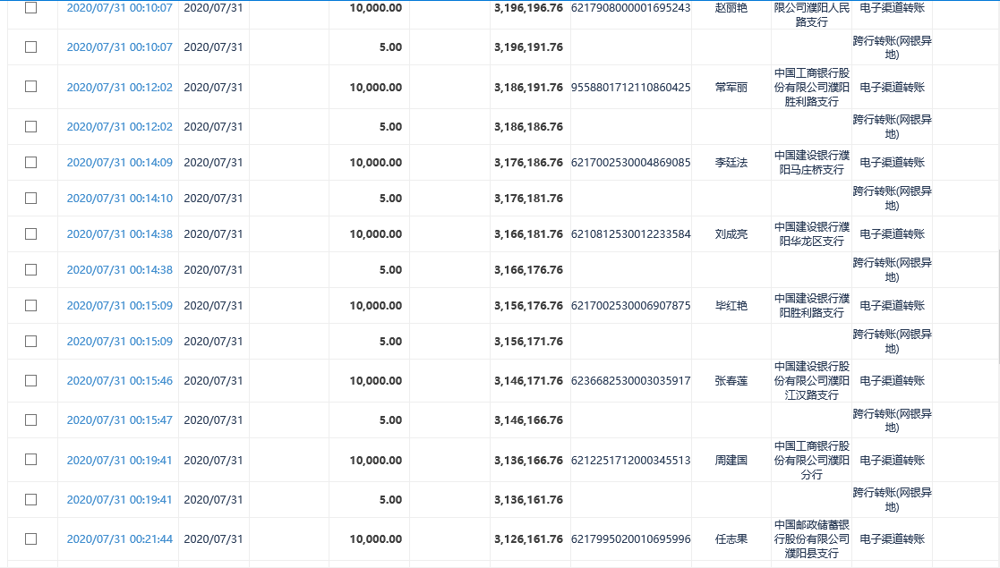 2020/07/31 00:10:07 2020/07/31 10,000.00 3,196,196.76 6217908000001695243 赵丽艳 限公司濮阳人民路支行 电子渠道转账
2020/07/31 00:10:07 2020/07/31 5.00 3,196,191.76 跨行转账(网银异地)
2020/07/31 00:12:02 2020/07/31 10,000.00 3,186,191.76 9558801712110860425 常军丽 中国工商银行股份有限公司濮阳胜利路支行 电子渠道转账
2020/07/31 00:12:02 2020/07/31 5.00 3,186,186.76 跨行转账(网银异地)
2020/07/31 00:14:09 2020/07/31 10,000.00 3,176,186.76 6217002530004869085 李廷法 中国建设银行濮阳马庄桥支行 电子渠道转账
2020/07/31 00:14:10 2020/07/31 5.00 3,176,181.76 跨行转账(网银异地)
2020/07/31 00:14:38 2020/07/31 10,000.00 3,166,181.76 6210812530012233584 刘成亮 中国建设银行濮阳华龙区支行 电子渠道转账
2020/07/31 00:14:38 2020/07/31 5.00 3,166,176.76 跨行转账(网银异地)
2020/07/31 00:15:09 2020/07/31 10,000.00 3,156,176.76 6217002530006907875 毕红艳 中国建设银行濮阳胜利路支行 电子渠道转账
2020/07/31 00:15:09 2020/07/31 5.00 3,156,171.76 跨行转账(网银异地)
2020/07/31 00:15:46 2020/07/31 10,000.00 3,146,171.76 6236682530003035917 张春莲 中国建设银行股份有限公司濮阳江汉路支行 电子渠道转账
2020/07/31 00:15:47 2020/07/31 5.00 3,146,166.76 跨行转账(网银异地)
2020/07/31 00:19:41 2020/07/31 10,000.00 3,136,166.76 6212251712000345513 周建国 中国工商银行股份有限公司濮阳分行 电子渠道转账
2020/07/31 00:19:41 2020/07/31 5.00 3,136,161.76 跨行转账(网银异地)
2020/07/31 00:21:44 2020/07/31 10,000.00 3,126,161.76 6217995020010695996 任志果 中国邮政储蓄银行股份有限公司濮阳县支行 电子渠道转账